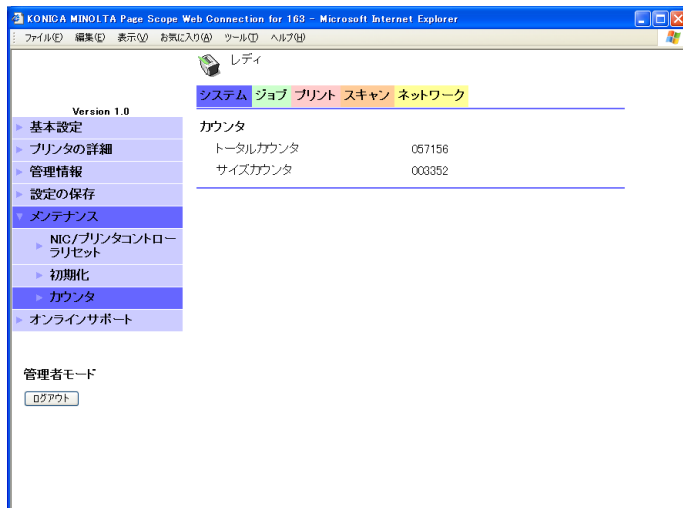 KONICA MINOLTA Page Scope Web Connection for 163 - Microsoft Internet Explorer
ファイル(F) 編集(E) 表示(V) お気に入り(A) ツール(T) ヘルプ(H)
レディ
システム ジョブ プリント スキャン ネットワーク
Version 1.0
基本設定
プリンタの詳細
管理情報
設定の保存
メンテナンス
NIC/プリンタコントロー
ラリセット
初期化
カウンタ
オンラインサポート
管理者モード
ログアウト
カウンタ
トータルカウンタ 057156
サイズカウンタ 003352